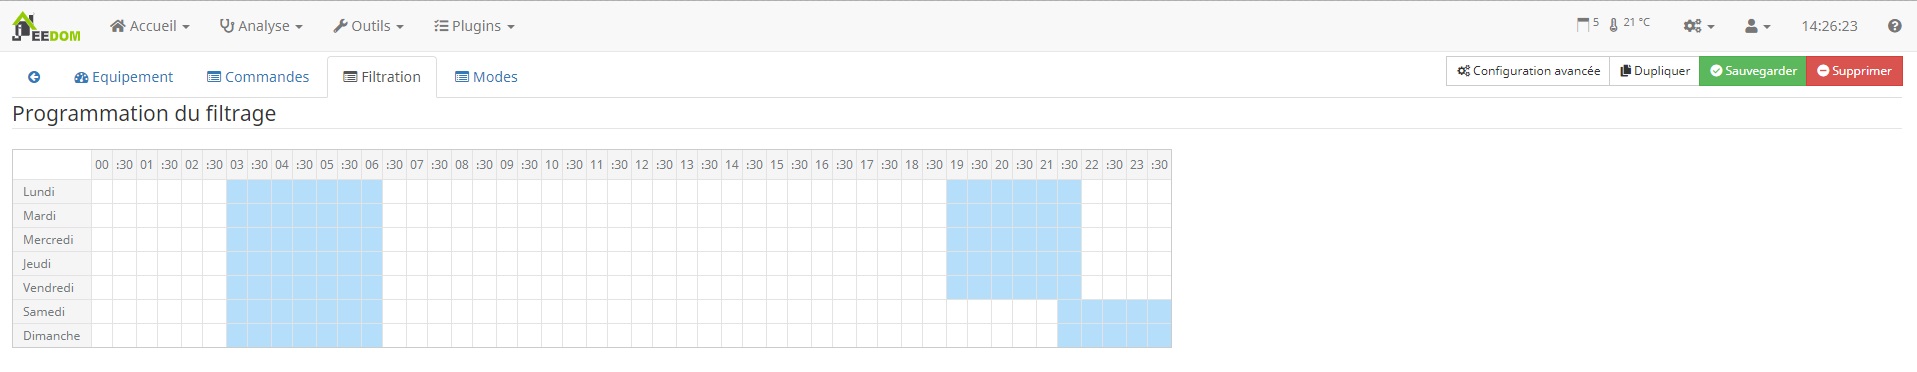 JEEDOM Accueil Analyse Outils Plugins 5 21 °C 14:26:23
Equipement Commandes Filtration Modes Configuration avancée Dupliquer Sauvegarder Supprimer
Programmation du filtrage
00 :30 01 :30 02 :30 03 :30 04 :30 05 :30 06 :30 07 :30 08 :30 09 :30 10 :30 11 :30 12 :30 13 :30 14 :30 15 :30 16 :30 17 :30 18 :30 19 :30 20 :30 21 :30 22 :30 23 :30
Lundi
Mardi
Mercredi
Jeudi
Vendredi
Samedi
Dimanche